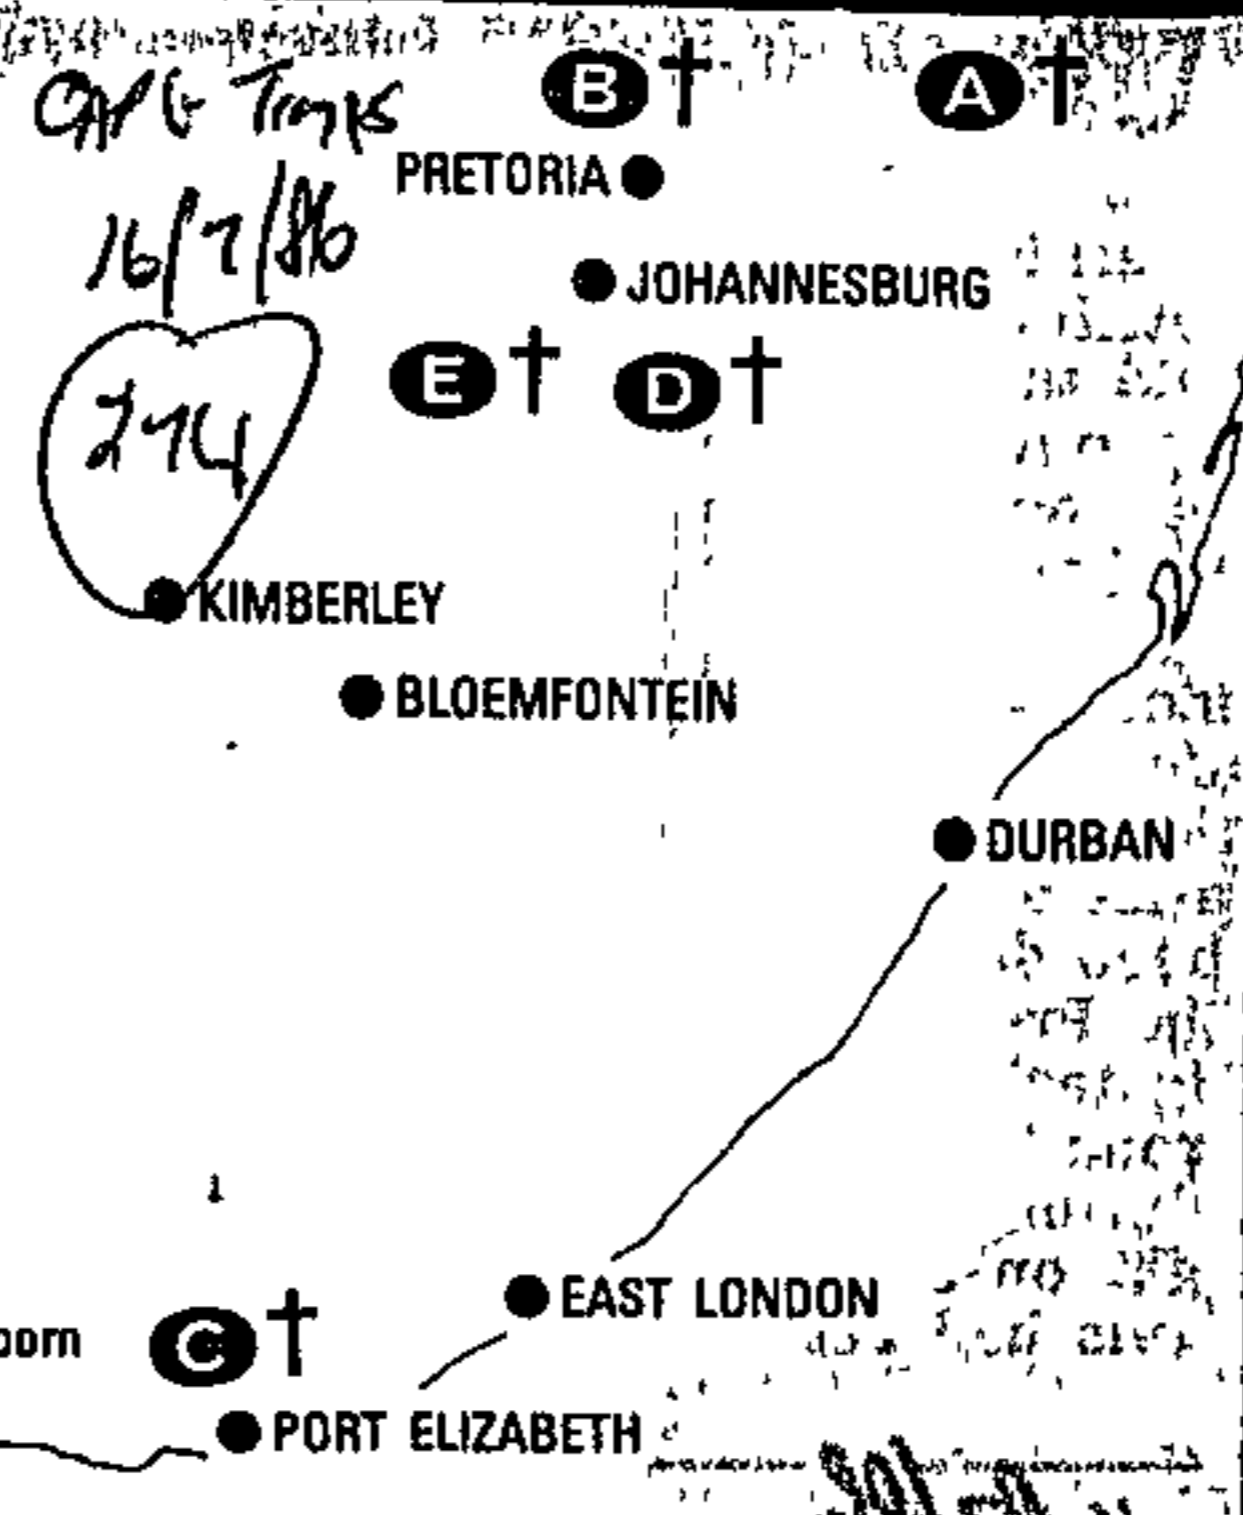 B† A†
CAPE Times
PRETORIA
16/7/86
JOHANNESBURG
E† D†
274
KIMBERLEY
BLOEMFONTEIN
DURBAN
EAST LONDON
C†
PORT ELIZABETH